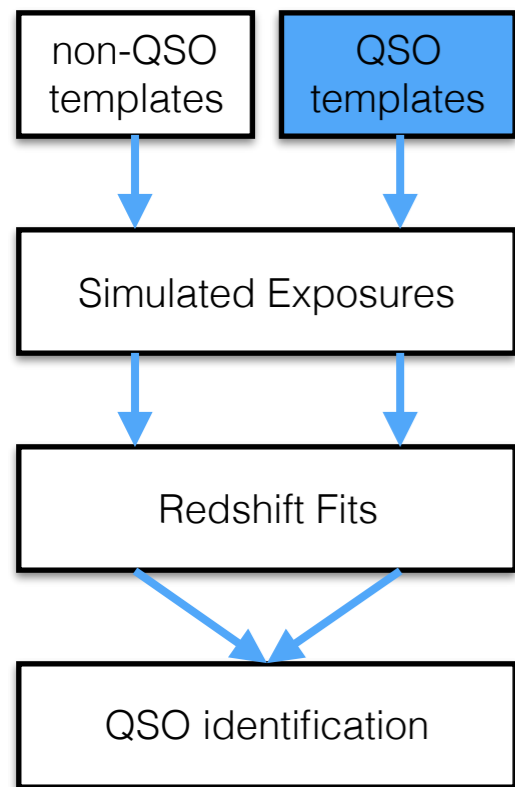 non-QSO
templates
QSO
templates
Simulated Exposures
Redshift Fits
QSO identification